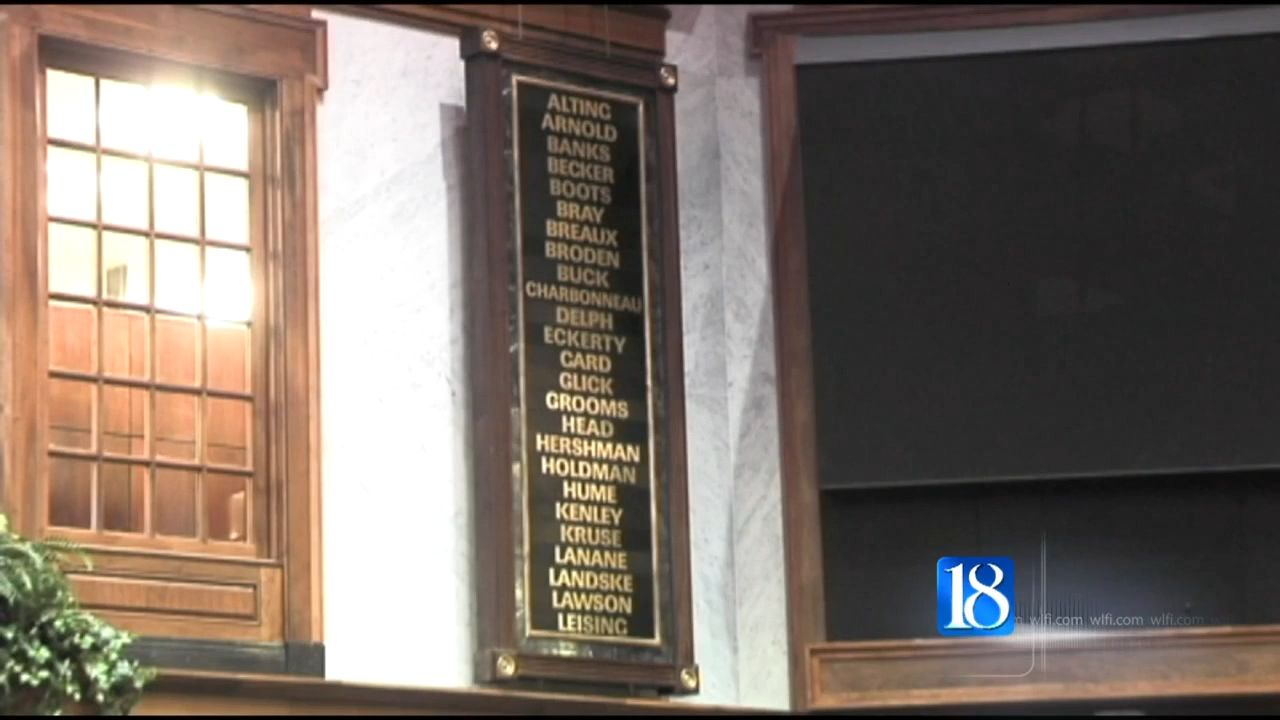 ALTING
ARNOLD
BANKS
BECKER
BOOTS
BRAY
BREAUX
BRODEN
BUCK
CHARBONNEAU
DELPH
ECKERTY
GARD
GLICK
GROOMS
HEAD
HERSHMAN
HOLDMAN
HUME
KENLEY
KRUSE
LANANE
LANDSKE
LAWSON
LEISING
18
wlfi.com wlfi.com wlfi.com